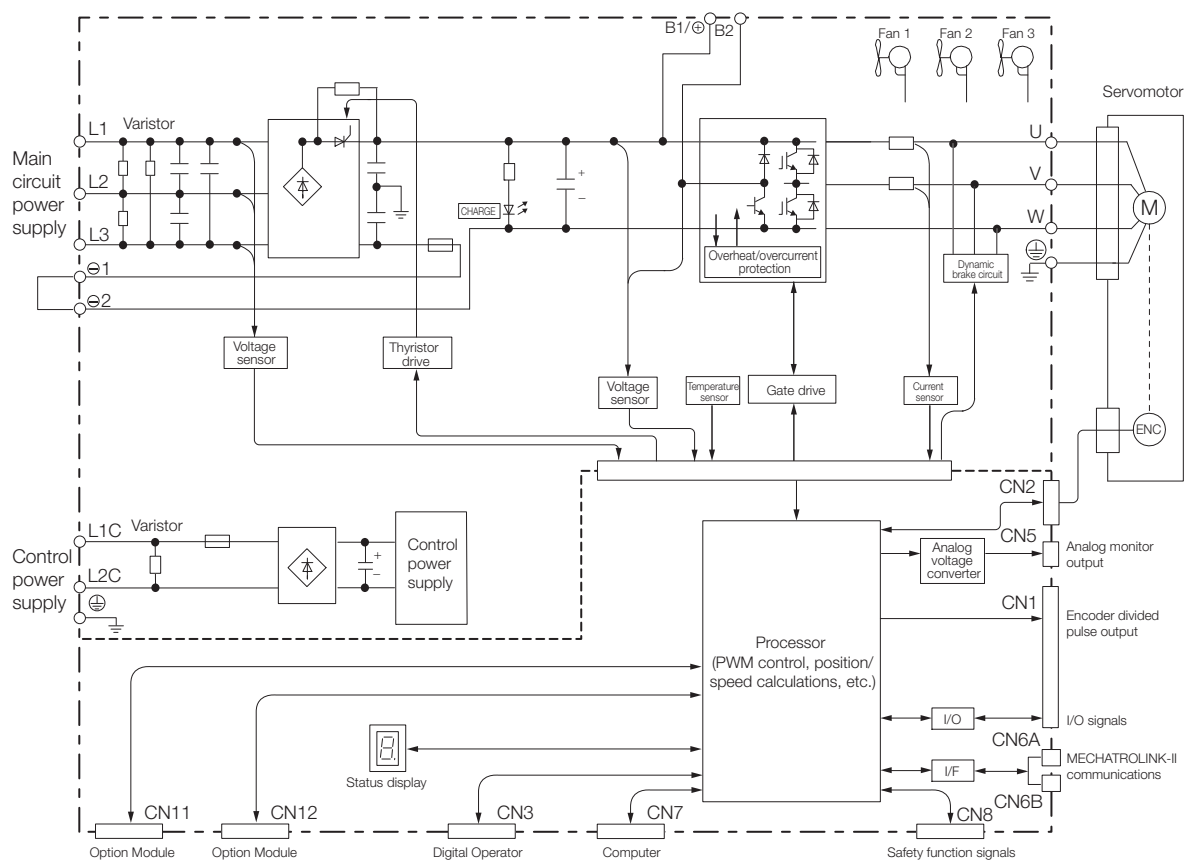 B1/⊕
B2
Fan 1
Fan 2
Fan 3
Servomotor
L1
Varistor
U
Main
circuit
power
supply
L2
+
–
V
M
CHARGE
L3
W
Overheat/overcurrent
protection
Dynamic
brake circuit
⊖1
⊖2
Voltage
sensor
Thyristor
drive
Voltage
sensor
Temperature
sensor
Gate drive
Current
sensor
ENC
CN2
L1C
Varistor
Control
power
supply
+
–
Control
power
supply
L2C
CN5
Analog
voltage
converter
Analog monitor
output
CN1
Encoder divided
pulse output
Processor
(PWM control, position/
speed calculations, etc.)
I/O
I/O signals
CN6A
8.
Status display
I/F
MECHATROLINK-II
communications
CN6B
CN11
CN12
CN3
CN7
CN8
Option Module
Option Module
Digital Operator
Computer
Safety function signals